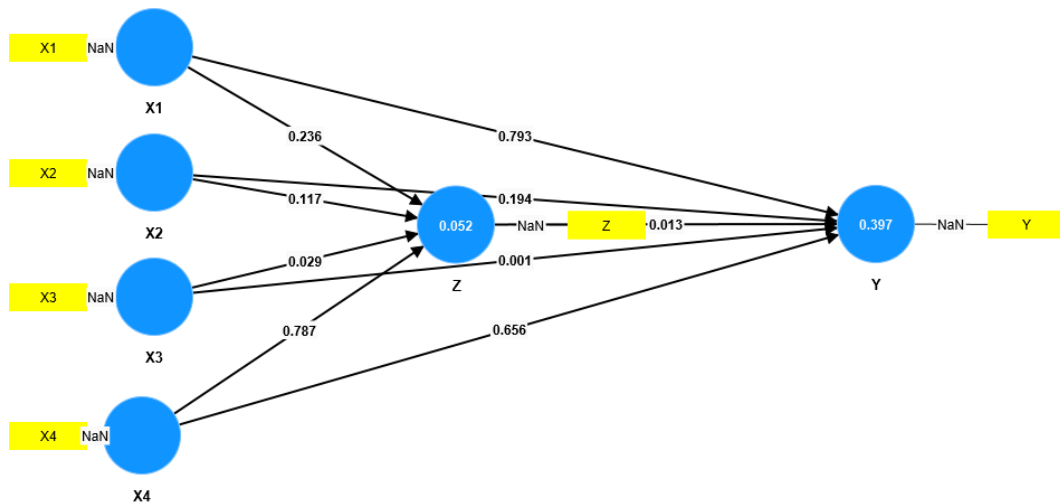 X1
NaN
X1
0.236
0.793
X2
NaN
X2
0.117
0.194
0.052
Z
NaN
Z
0.013
0.397
Y
NaN
Y
X3
NaN
X3
0.029
0.001
0.787
0.656
X4
NaN
X4